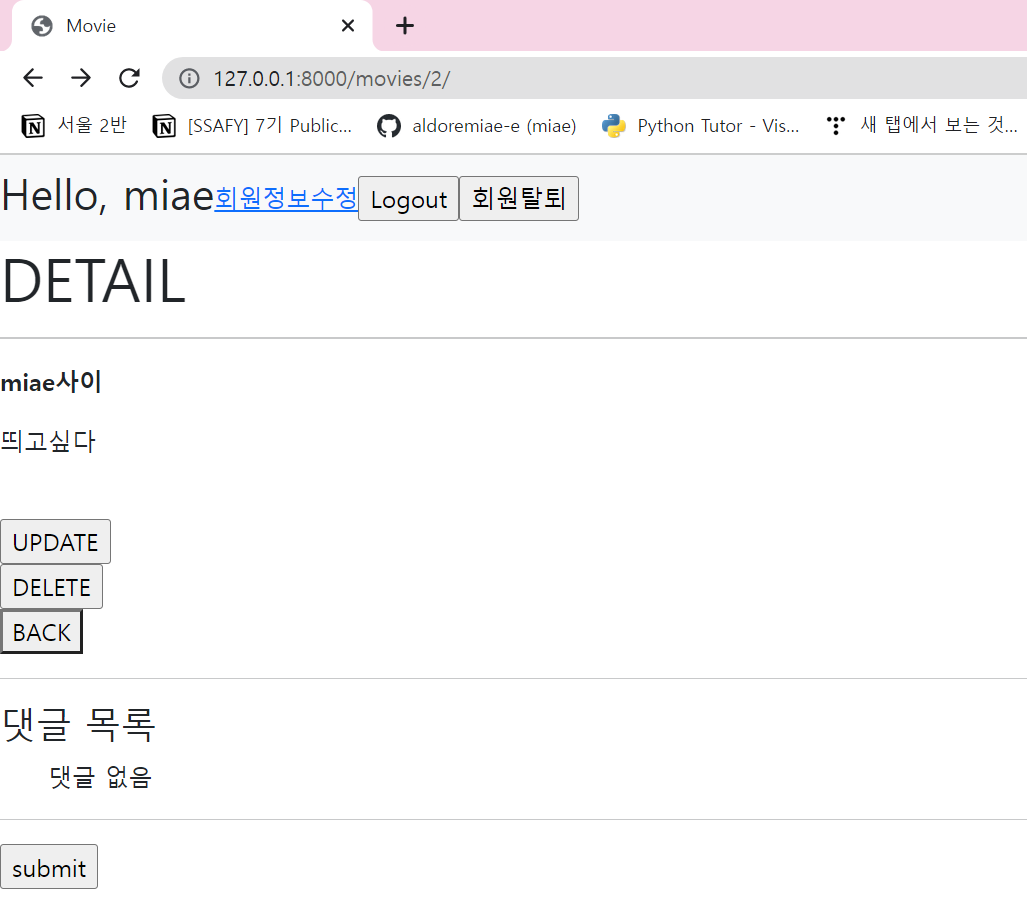 Movie
127.0.0.1:8000/movies/2/
서울 2반 [SSAFY] 7기 Public... aldoremiae-e (miae) Python Tutor - Vis... 새 탭에서 보는 것...
Hello, miae회원정보수정 Logout 회원탈퇴
DETAIL
miae사이
띄고싶다
UPDATE
DELETE
BACK
댓글 목록
댓글 없음
submit